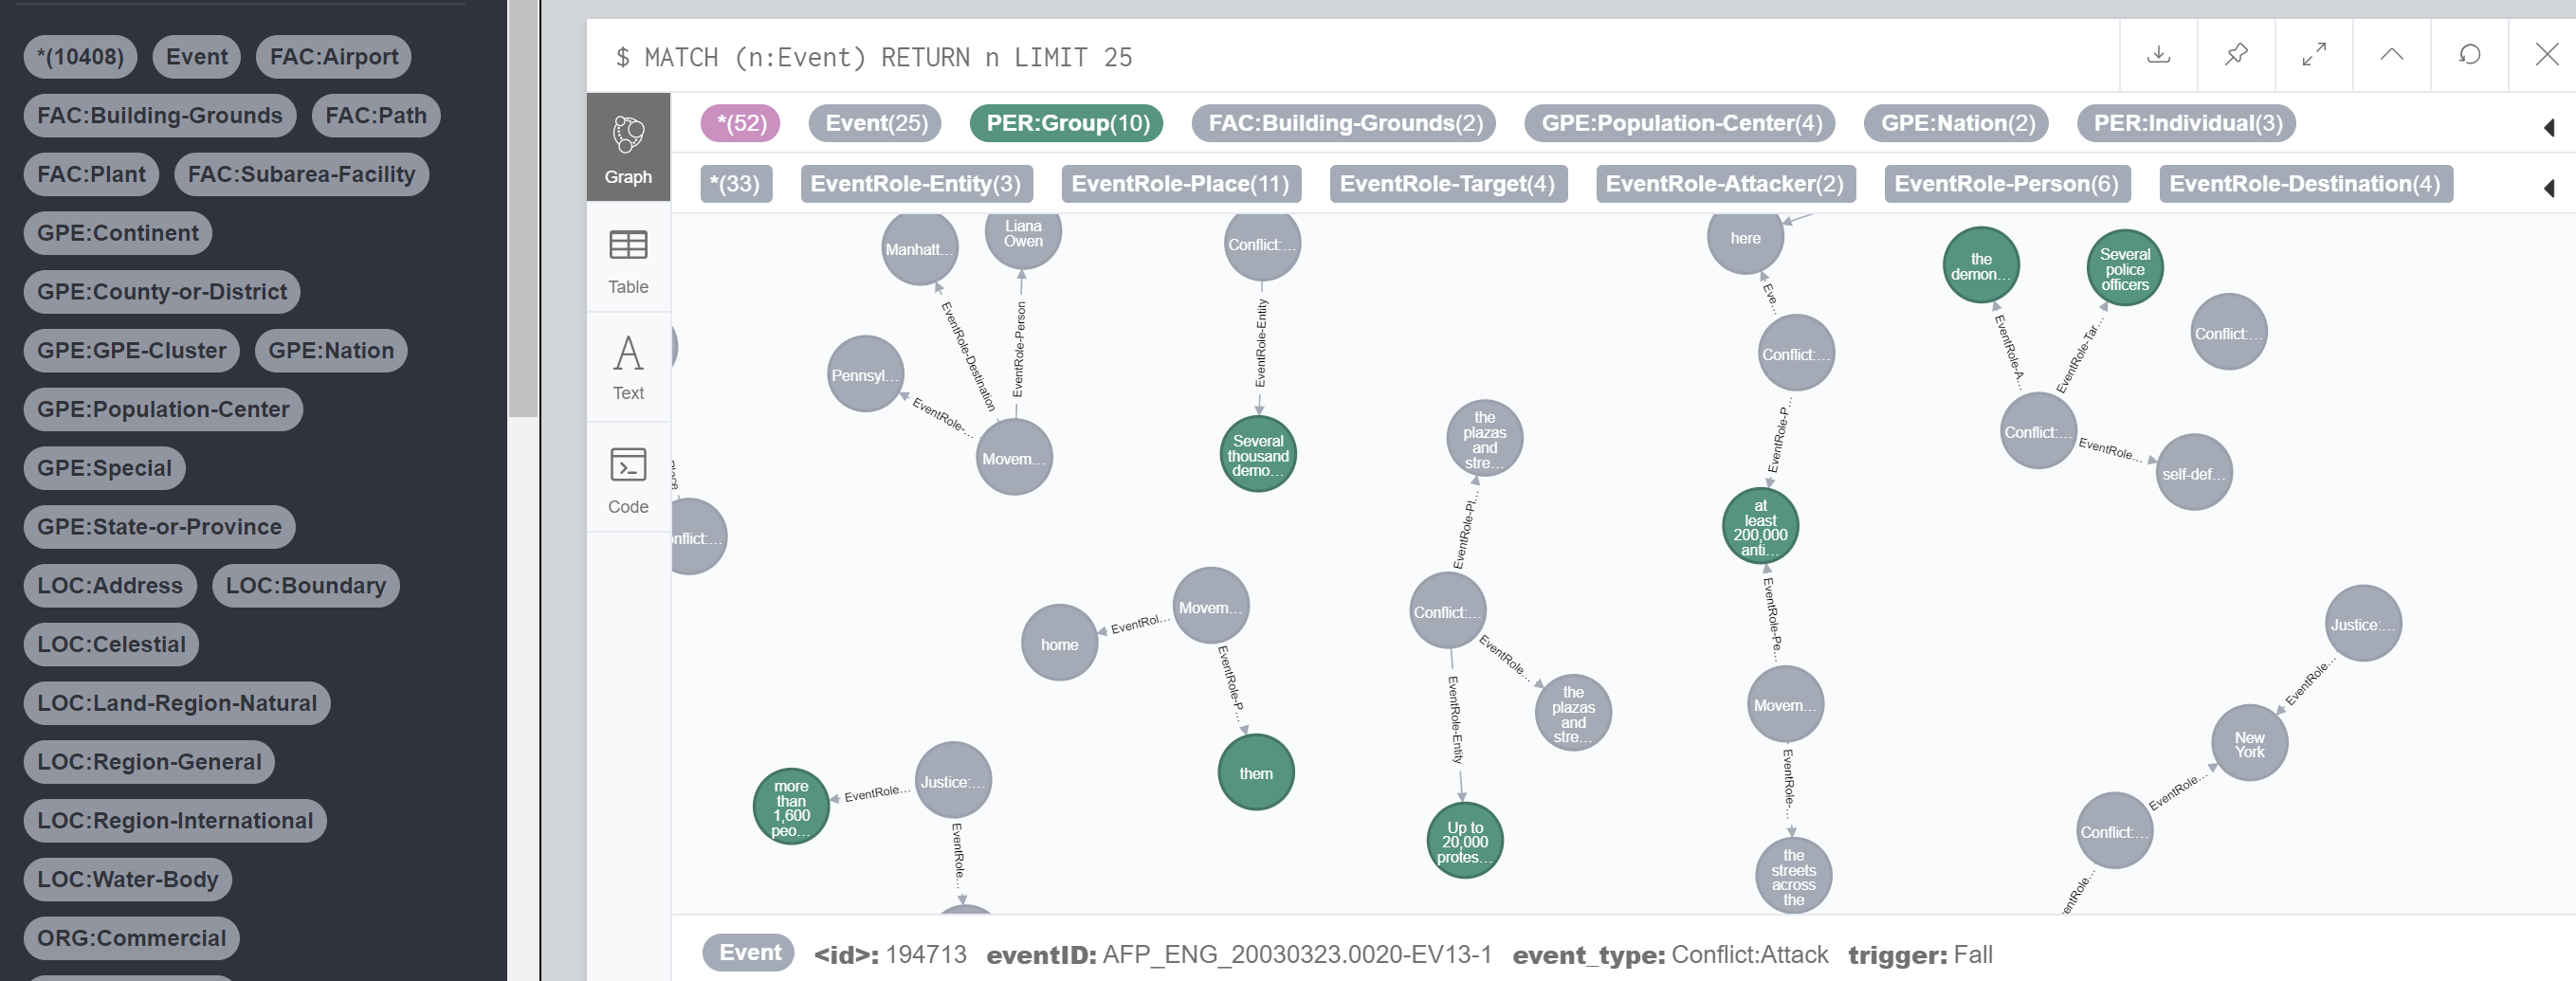 *(10408) Event FAC:Airport
FAC:Building-Grounds FAC:Path
FAC:Plant FAC:Subarea-Facility
GPE:Continent
GPE:County-or-District
GPE:GPE-Cluster GPE:Nation
GPE:Population-Center
GPE:Special
GPE:State-or-Province
LOC:Address LOC:Boundary
LOC:Celestial
LOC:Land-Region-Natural
LOC:Region-General
LOC:Region-International
LOC:Water-Body
ORG:Commercial
$ MATCH (n:Event) RETURN n LIMIT 25
Graph
Table
Text
Code
*(52) Event(25) PER:Group(10) FAC:Building-Grounds(2) GPE:Population-Center(4) GPE:Nation(2) PER:Individual(3)
*(33) EventRole-Entity(3) EventRole-Place(11) EventRole-Target(4) EventRole-Attacker(2) EventRole-Person(6) EventRole-Destination(4)
Manhatt...
Liana
Owen
Pennsyl...
Movem...
EventRole-Destination
EventRole-Person
EventRole-...
nflict:...
Conflict:...
EventRole-Entity
Several
thousand
demo...
Movem...
home
EventRol...
EventRole-P...
them
Justice:...
EventRole...
more
than
1,600
peo...
EventRole...
the
plazas
and
stre...
EventRole-Pl...
Conflict:...
EventRole...
the
plazas
and
stre...
EventRole-Entity
Up to
20,000
protes...
here
Eve...
Conflict:...
EventRole-P...
at
least
200,000
anti...
EventRole-Pe...
Movem...
EventRole-...
the
streets
across
the
the
demon...
Several
police
officers
EventRole-A...
EventRole-Tar...
Conflict:...
EventRole...
self-def...
Conflict:...
Justice:...
EventRole...
New
York
EventRole...
Conflict:...
entRole...
Event <id>: 194713 eventID: AFP_ENG_20030323.0020-EV13-1 event_type: Conflict:Attack trigger: Fall